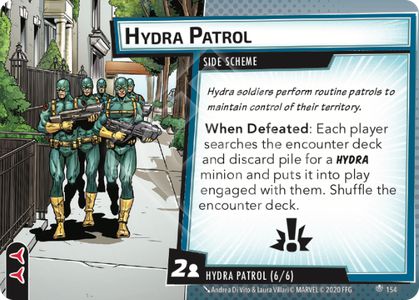 HYDRA PATROL
SIDE SCHEME
Hydra soldiers perform routine patrols to
maintain control of their territory.
When Defeated: Each player
searches the encounter deck
and discard pile for a HYDRA
minion and puts it into play
engaged with them. Shuffle the
encounter deck.
2
HYDRA PATROL (6/6)
Andrea Di Vito & Laura Villari © MARVEL © 2020 FFG 154